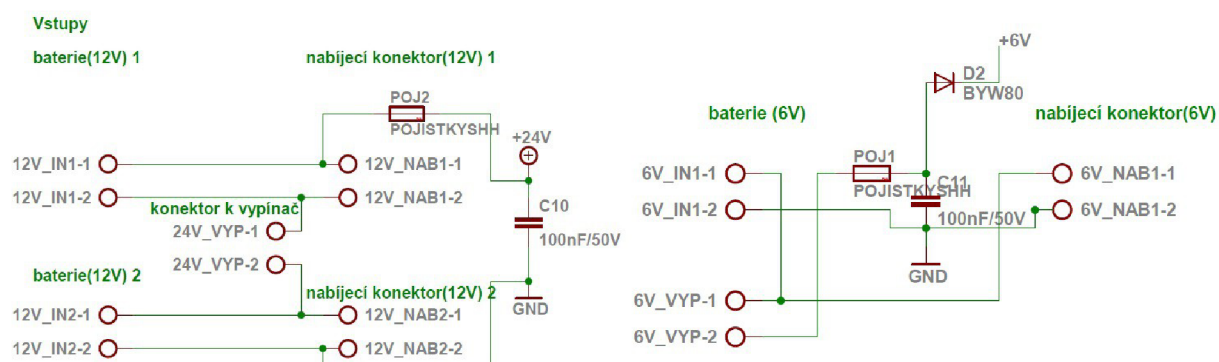 Vstupy
baterie(12V) 1
nabíjecí konektor(12V) 1
POJ2
POJISTKYSHH
+24V
12V_IN1-1
12V_NAB1-1
12V_IN1-2
12V_NAB1-2
konektor k vypínač
24V_VYP-1
C10
100nF/50V
24V_VYP-2
baterie(12V) 2
nabíjecí konektor(12V) 2
GND
12V_IN2-1
12V_NAB2-1
12V_IN2-2
12V_NAB2-2
+6V
D2
BYW80
baterie (6V)
nabíjecí konektor(6V)
POJ1
POJISTKYSHH
6V_IN1-1
C11
6V_NAB1-1
6V_IN1-2
100nF/50V
6V_NAB1-2
GND
6V_VYP-1
6V_VYP-2